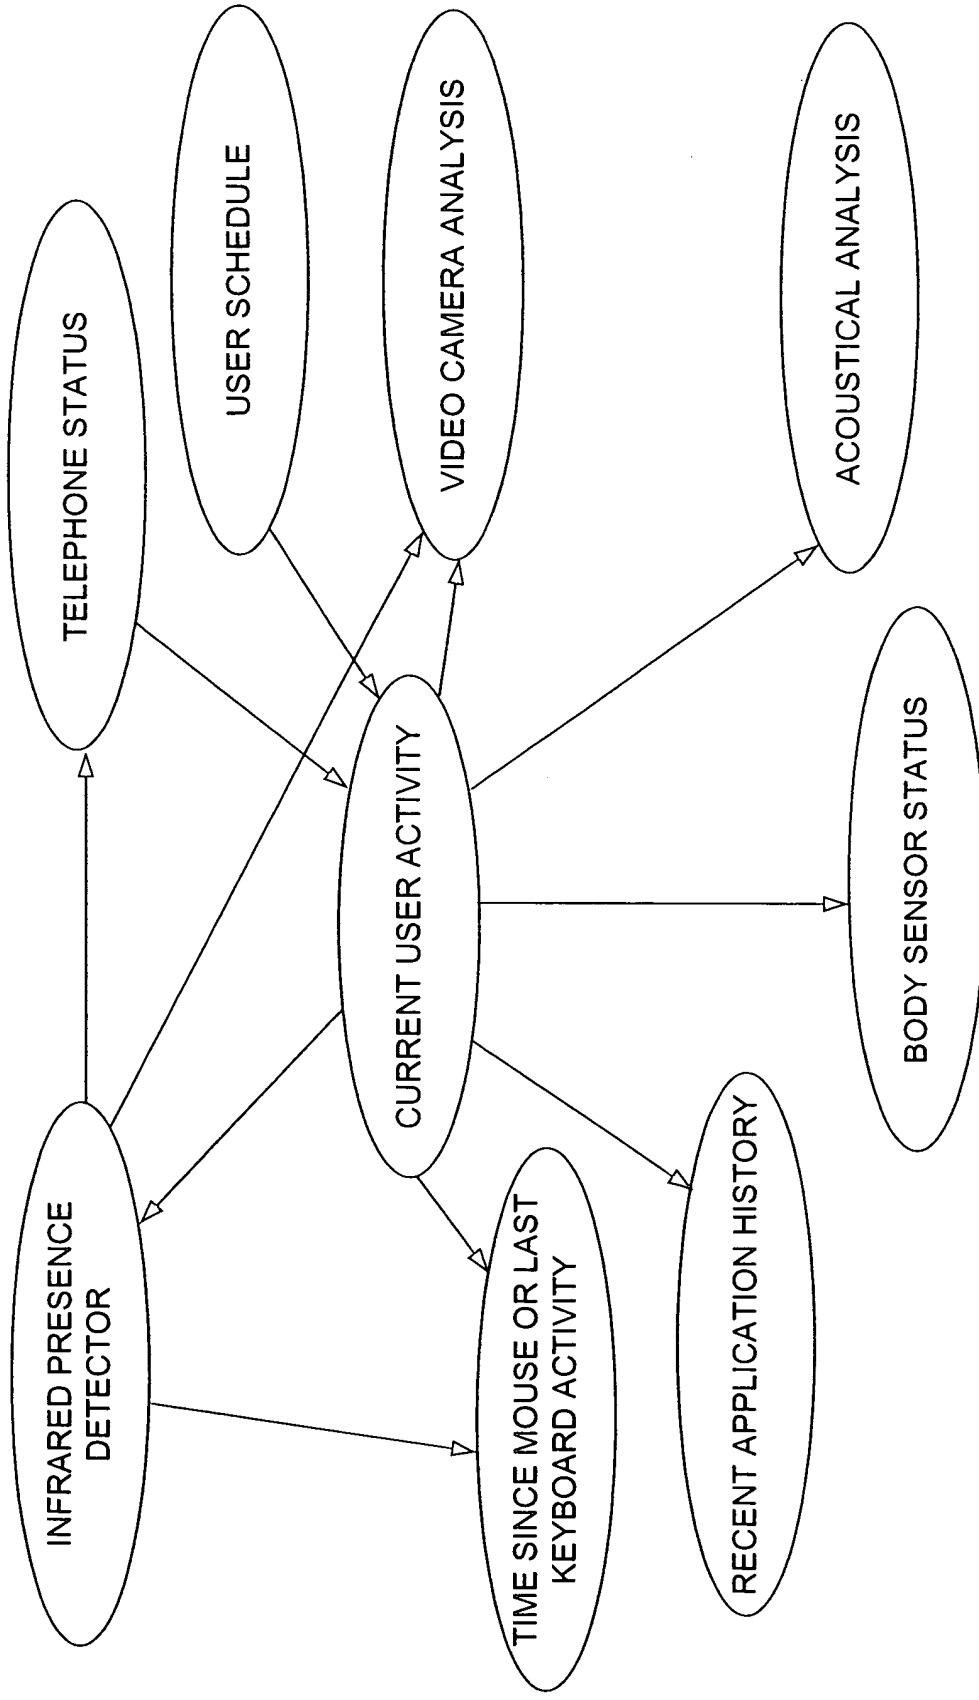 INFRARED PRESENCE
DETECTOR
TELEPHONE STATUS
USER SCHEDULE
CURRENT USER ACTIVITY
VIDEO CAMERA ANALYSIS
TIME SINCE MOUSE OR LAST
KEYBOARD ACTIVITY
RECENT APPLICATION HISTORY
BODY SENSOR STATUS
ACOUSTICAL ANALYSIS